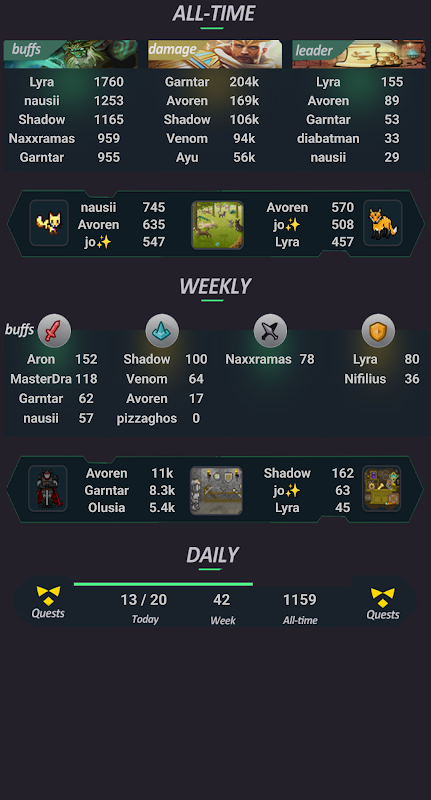 ALL-TIME
buffs damage leader
Lyra 1760 Garntar 204k Lyra 155
nausii 1253 Avoren 169k Avoren 89
Shadow 1165 Shadow 106k Garntar 53
Naxxramas 959 Venom 94k diabatman 33
Garntar 955 Ayu 56k nausii 29
nausii 745 Avoren 570
Avoren 635 jo✨ 508
jo✨ 547 Lyra 457
WEEKLY
buffs
Aron 152 Shadow 100 Naxxramas 78 Lyra 80
MasterDra 118 Venom 64 Nifilius 36
Garntar 62 Avoren 17
nausii 57 pizzaghos 0
Avoren 11k Shadow 162
Garntar 8.3k jo✨ 63
Olusia 5.4k Lyra 45
DAILY
13 / 20 42 1159
Quests Today Week All-time Quests